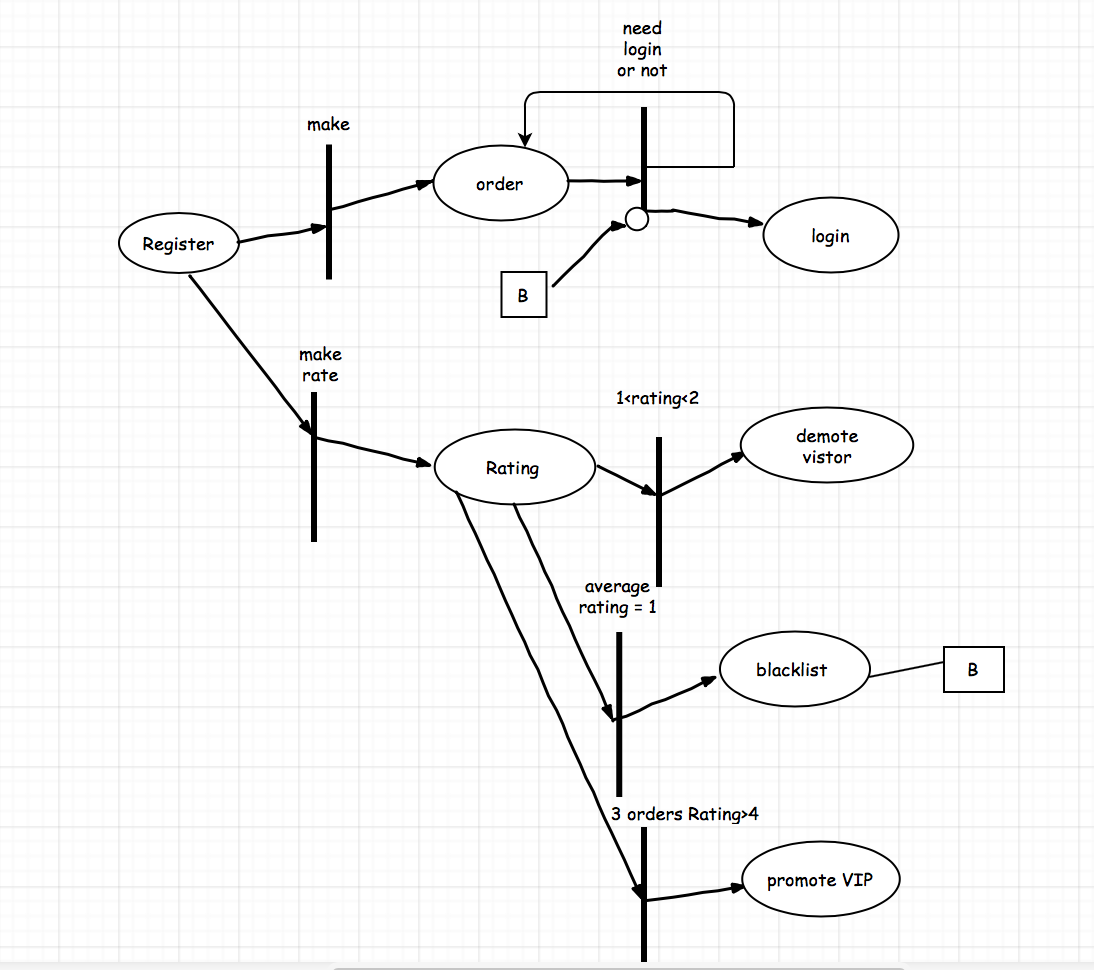 need
login
or not
make
order
Register
login
B
make
rate
1<rating<2
demote
vistor
Rating
average
rating = 1
blacklist
B
3 orders Rating>4
promote VIP